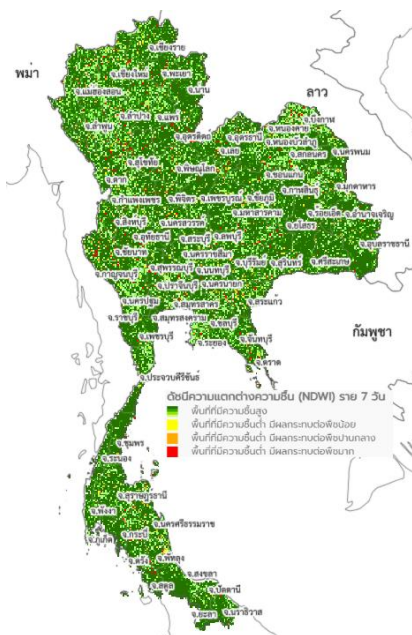 จ.เชียงราย
พม่า
จ.เชียงใหม่
จ.พะเยา
ลาว
จ.แม่ฮ่องสอน
จ.น่าน
จ.ลำปาง
จ.แพร่
จ.บึงกาฬ
จ.ลำพูน
จ.อุตรดิตถ์
จ.อุดรธานี
จ.หนองคาย
จ.หนองบัวลำภู
จ.นครพนม
จ.สุโขทัย
จ.เลย
จ.สกลนคร
จ.พิษณุโลก
จ.ตาก
จ.ขอนแก่น
จ.มุกดาหาร
จ.กำแพงเพชร
จ.พิจิตร
จ.เพชรบูรณ์
จ.ชัยภูมิ
จ.กาฬสินธุ์
จ.มหาสารคาม
จ.ร้อยเอ็ด
จ.อำนาจเจริญ
จ.สิงห์บุรี
จ.นครสวรรค์
จ.ยโสธร
จ.อุทัยธานี
จ.สระบุรี
จ.ลพบุรี
จ.อุบลราชธานี
จ.ชัยนาท
จ.นครราชสีมา
จ.บุรีรัมย์
จ.สุรินทร์
จ.ศรีสะเกษ
จ.กาญจนบุรี
จ.สุพรรณบุรี
จ.นนทบุรี
จ.ปราจีนบุรี
จ.นครนายก
จ.นครปฐม
จ.สมุทรสาคร
จ.สระแก้ว
จ.ราชบุรี
จ.สมุทรสงคราม
จ.ชลบุรี
กัมพูชา
จ.เพชรบุรี
จ.ระยอง
จ.จันทบุรี
จ.ตราด
จ.ประจวบคีรีขันธ์
ดัชนีความแตกต่างความชื้น (NDWI) ราย 7 วัน
พื้นที่ที่มีความชื้นสูง
พื้นที่ที่มีความชื้นต่ำ มีผลกระทบต่อพืชน้อย
พื้นที่ที่มีความชื้นต่ำ มีผลกระทบต่อพืชปานกลาง
พื้นที่ที่มีความชื้นต่ำ มีผลกระทบต่อพืชมาก
จ.ชุมพร
จ.ระนอง
จ.สุราษฎร์ธานี
จ.พังงา
จ.นครศรีธรรมราช
จ.ภูเก็ต
จ.กระบี่
จ.ตรัง
จ.พัทลุง
จ.สงขลา
จ.สตูล
จ.ปัตตานี
จ.ยะลา
จ.นราธิวาส